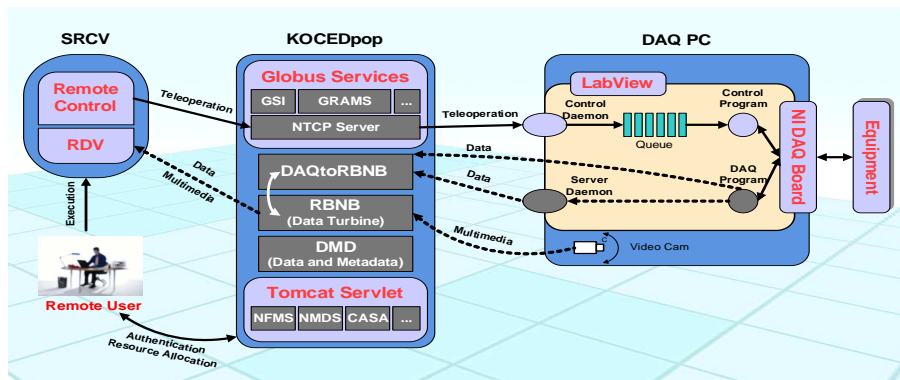 SRCV
KOCEDpop
DAQ PC
Remote
Control
RDV
Teleoperation
Globus Services
GSI
GRAMS
...
NTCP Server
Teleoperation
LabView
Control
Daemon
Queue
Control
Program
NI DAQ Board
Equipment
Data
Multimedia
DAQtoRBNB
RBNB
(Data Turbine)
DMD
(Data and Metadata)
Data
Data
Server
Daemon
DAQ
Program
Multimedia
Video Cam
C
Execution
Remote User
Tomcat Servlet
NFMS
NMDS
CASA
...
Authentication
Resource Allocation